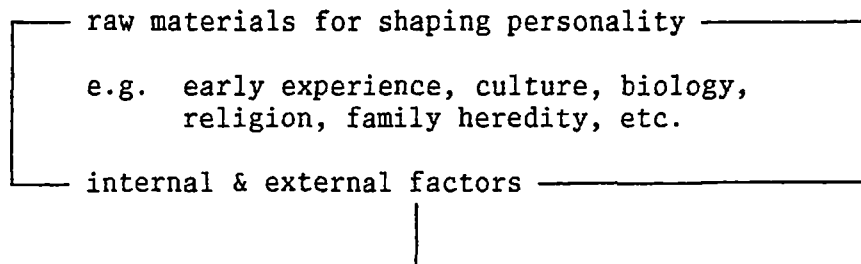 raw materials for shaping personality
e.g. early experience, culture, biology,
religion, family heredity, etc.
internal & external factors